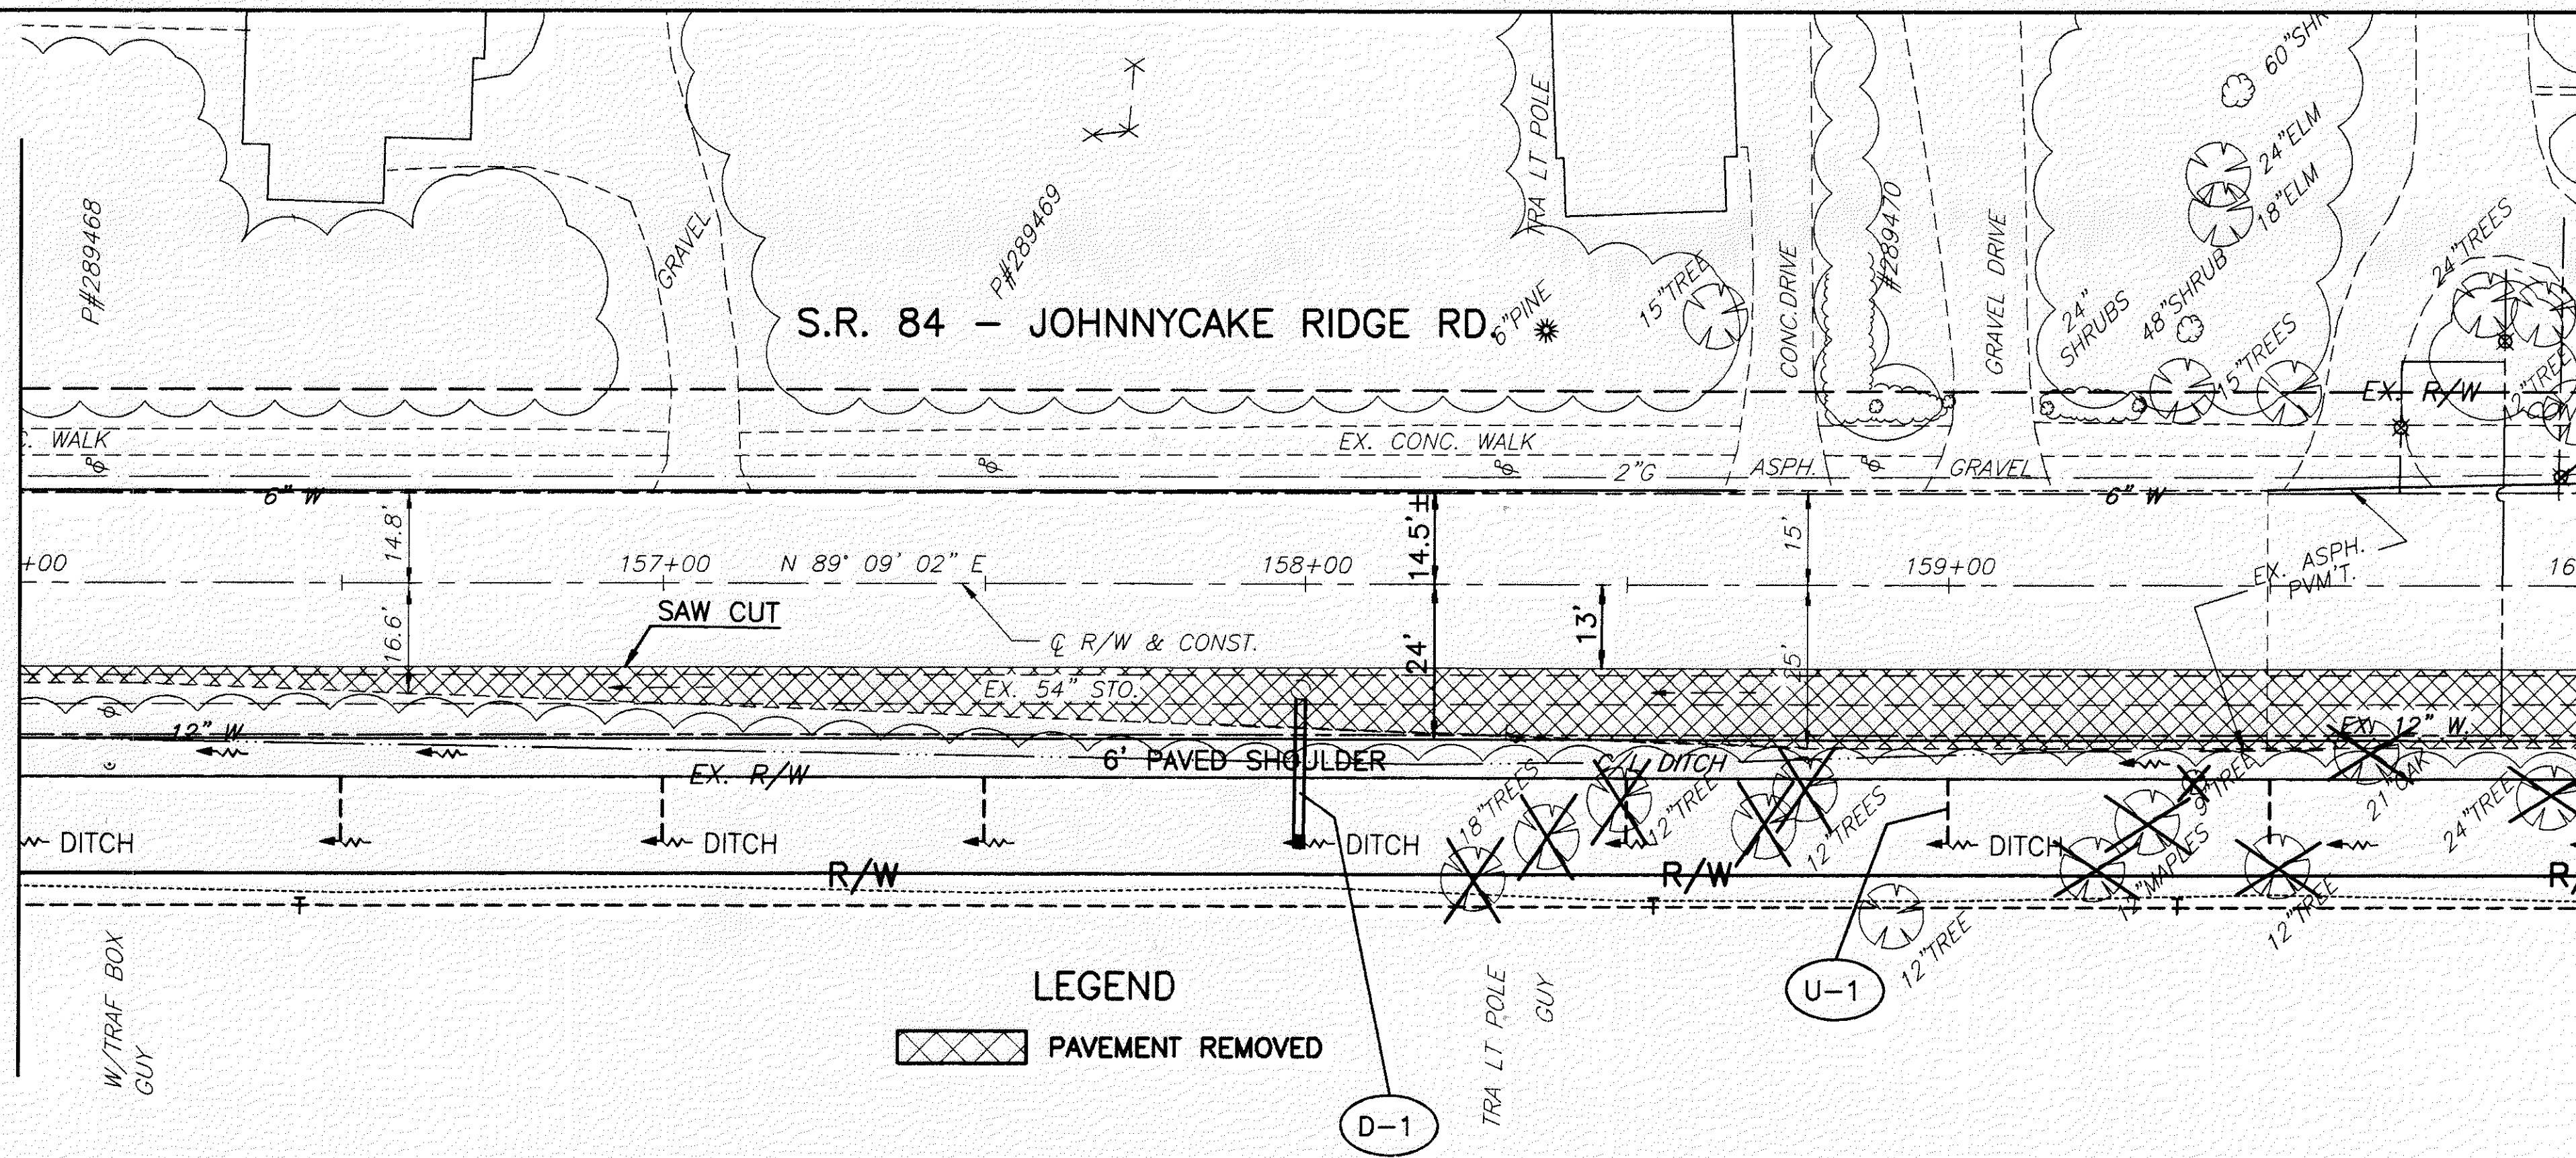 60"SHR
24"ELM
18"ELM
TRA LT POLE
P#289468
GRAVEL
P#289469
#289470
GRAVEL DRIVE
CONC.DRIVE
24"TREES
S.R. 84 - JOHNNYCAKE RIDGE RD.
6"PINE
15"TREE
24"
SHRUBS
48"SHRUB
15"TREES
EX. R/W
C. WALK
EX. CONC. WALK
2"G
ASPH.
GRAVEL
6" W
6" W
14.8'
14.5'±
15'
+00
157+00
N 89° 09' 02" E
158+00
159+00
EX. ASPH.
PVM'T.
16
SAW CUT
16.6'
℄ R/W & CONST.
24'
13'
25'
EX. 54" STO.
12" W
EX. 12" W.
6' PAVED SHOULDER
EX. R/W
C/L DITCH
18"TREES
12"TREE
12"TREES
9"TREE
21"OAK
24"TREE
DITCH
DITCH
DITCH
DITCH
R/W
R/W
R/
12"MAPLES
12"TREE
T
T
T
12"TREE
W/TRAF BOX
GUY
LEGEND
PAVEMENT REMOVED
TRA LT POLE
GUY
U-1
D-1